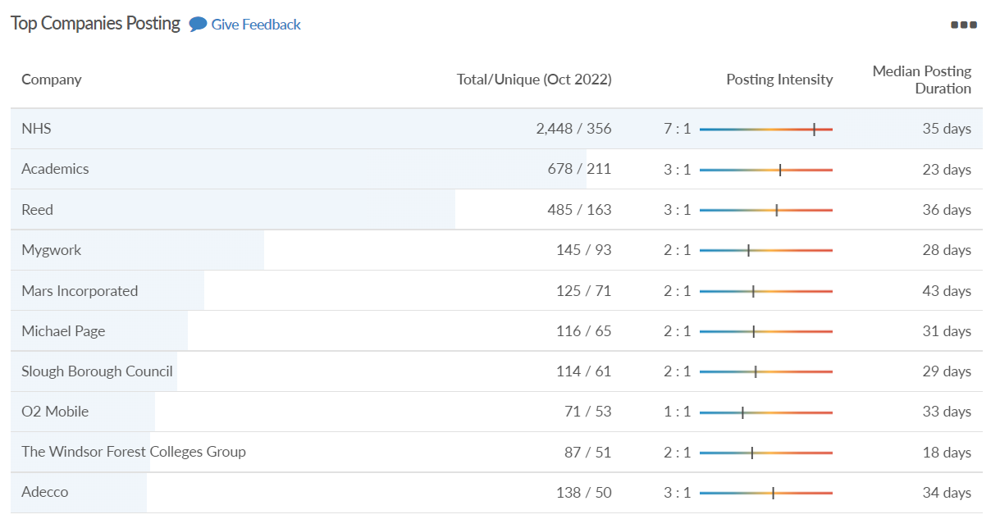 Top Companies Posting Give Feedback
Company Total/Unique (Oct 2022) Posting Intensity Median Posting Duration
NHS 2,448 / 356 7 : 1 35 days
Academics 678 / 211 3 : 1 23 days
Reed 485 / 163 3 : 1 36 days
Mygwork 145 / 93 2 : 1 28 days
Mars Incorporated 125 / 71 2 : 1 43 days
Michael Page 116 / 65 2 : 1 31 days
Slough Borough Council 114 / 61 2 : 1 29 days
O2 Mobile 71 / 53 1 : 1 33 days
The Windsor Forest Colleges Group 87 / 51 2 : 1 18 days
Adecco 138 / 50 3 : 1 34 days